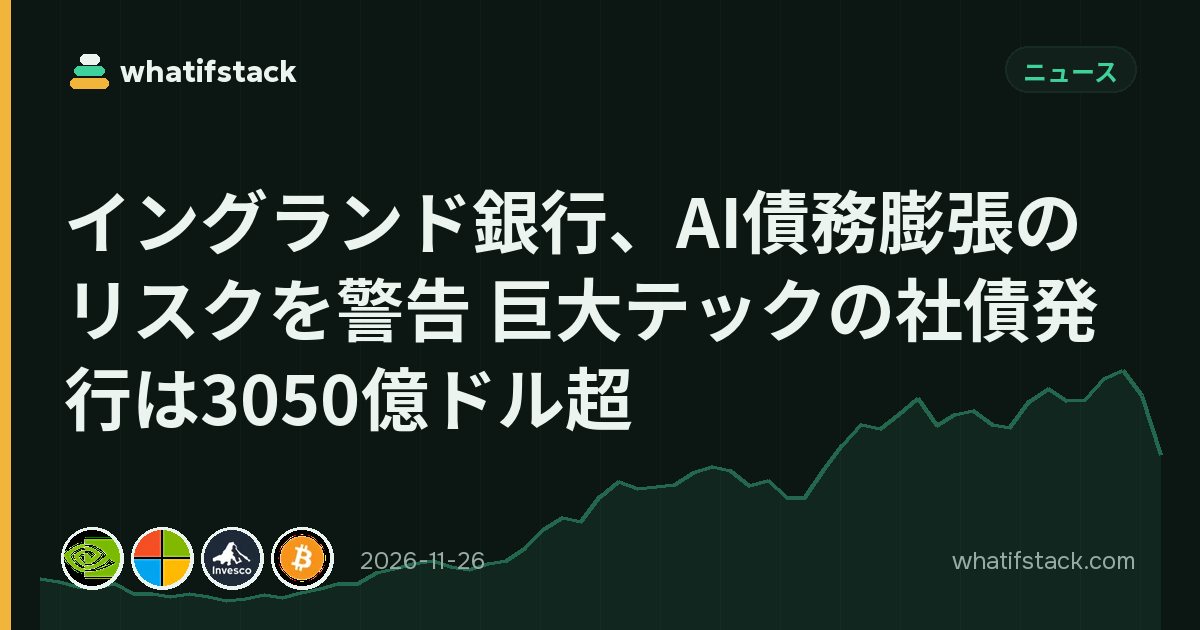 whatifstack
ニュース
イングランド銀行、AI債務膨張の
リスクを警告 巨大テックの社債発
行は3050億ドル超
Invesco
2026-11-26
whatifstack.com